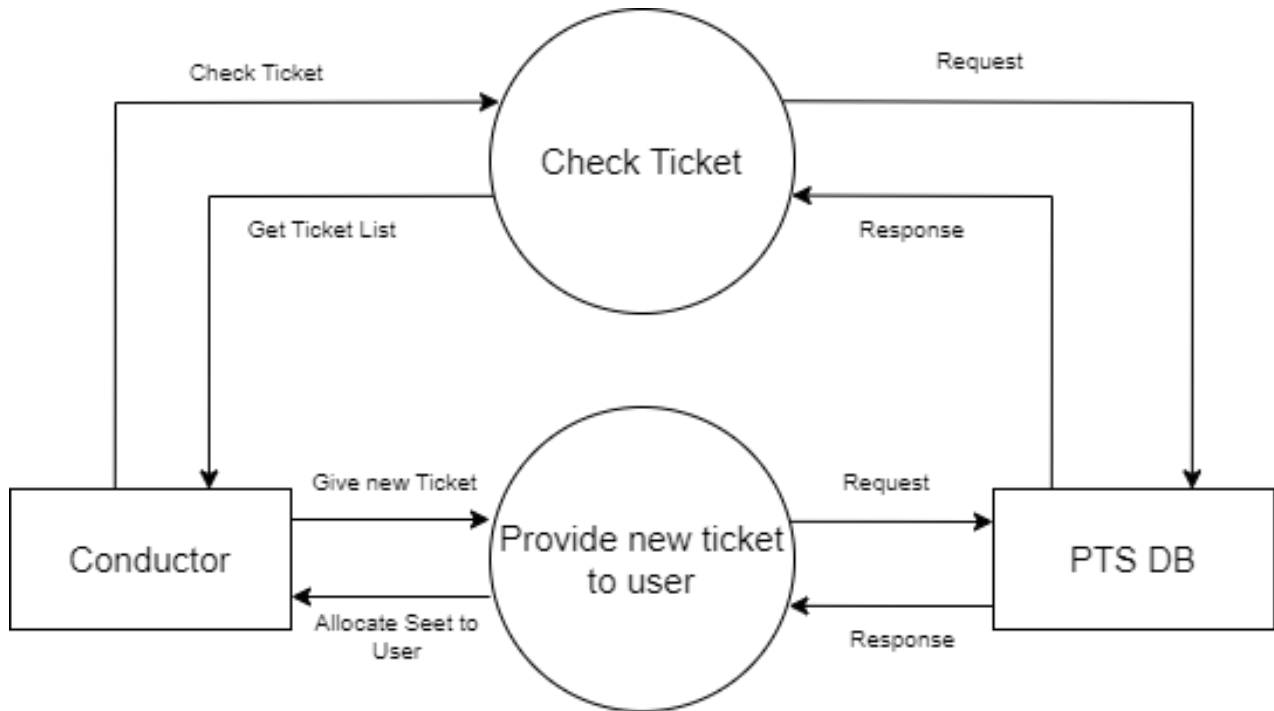 Check Ticket
Request
Check Ticket
Get Ticket List
Response
Give new Ticket
Request
Conductor
Provide new ticket
to user
PTS DB
Allocate Seet to
User
Response